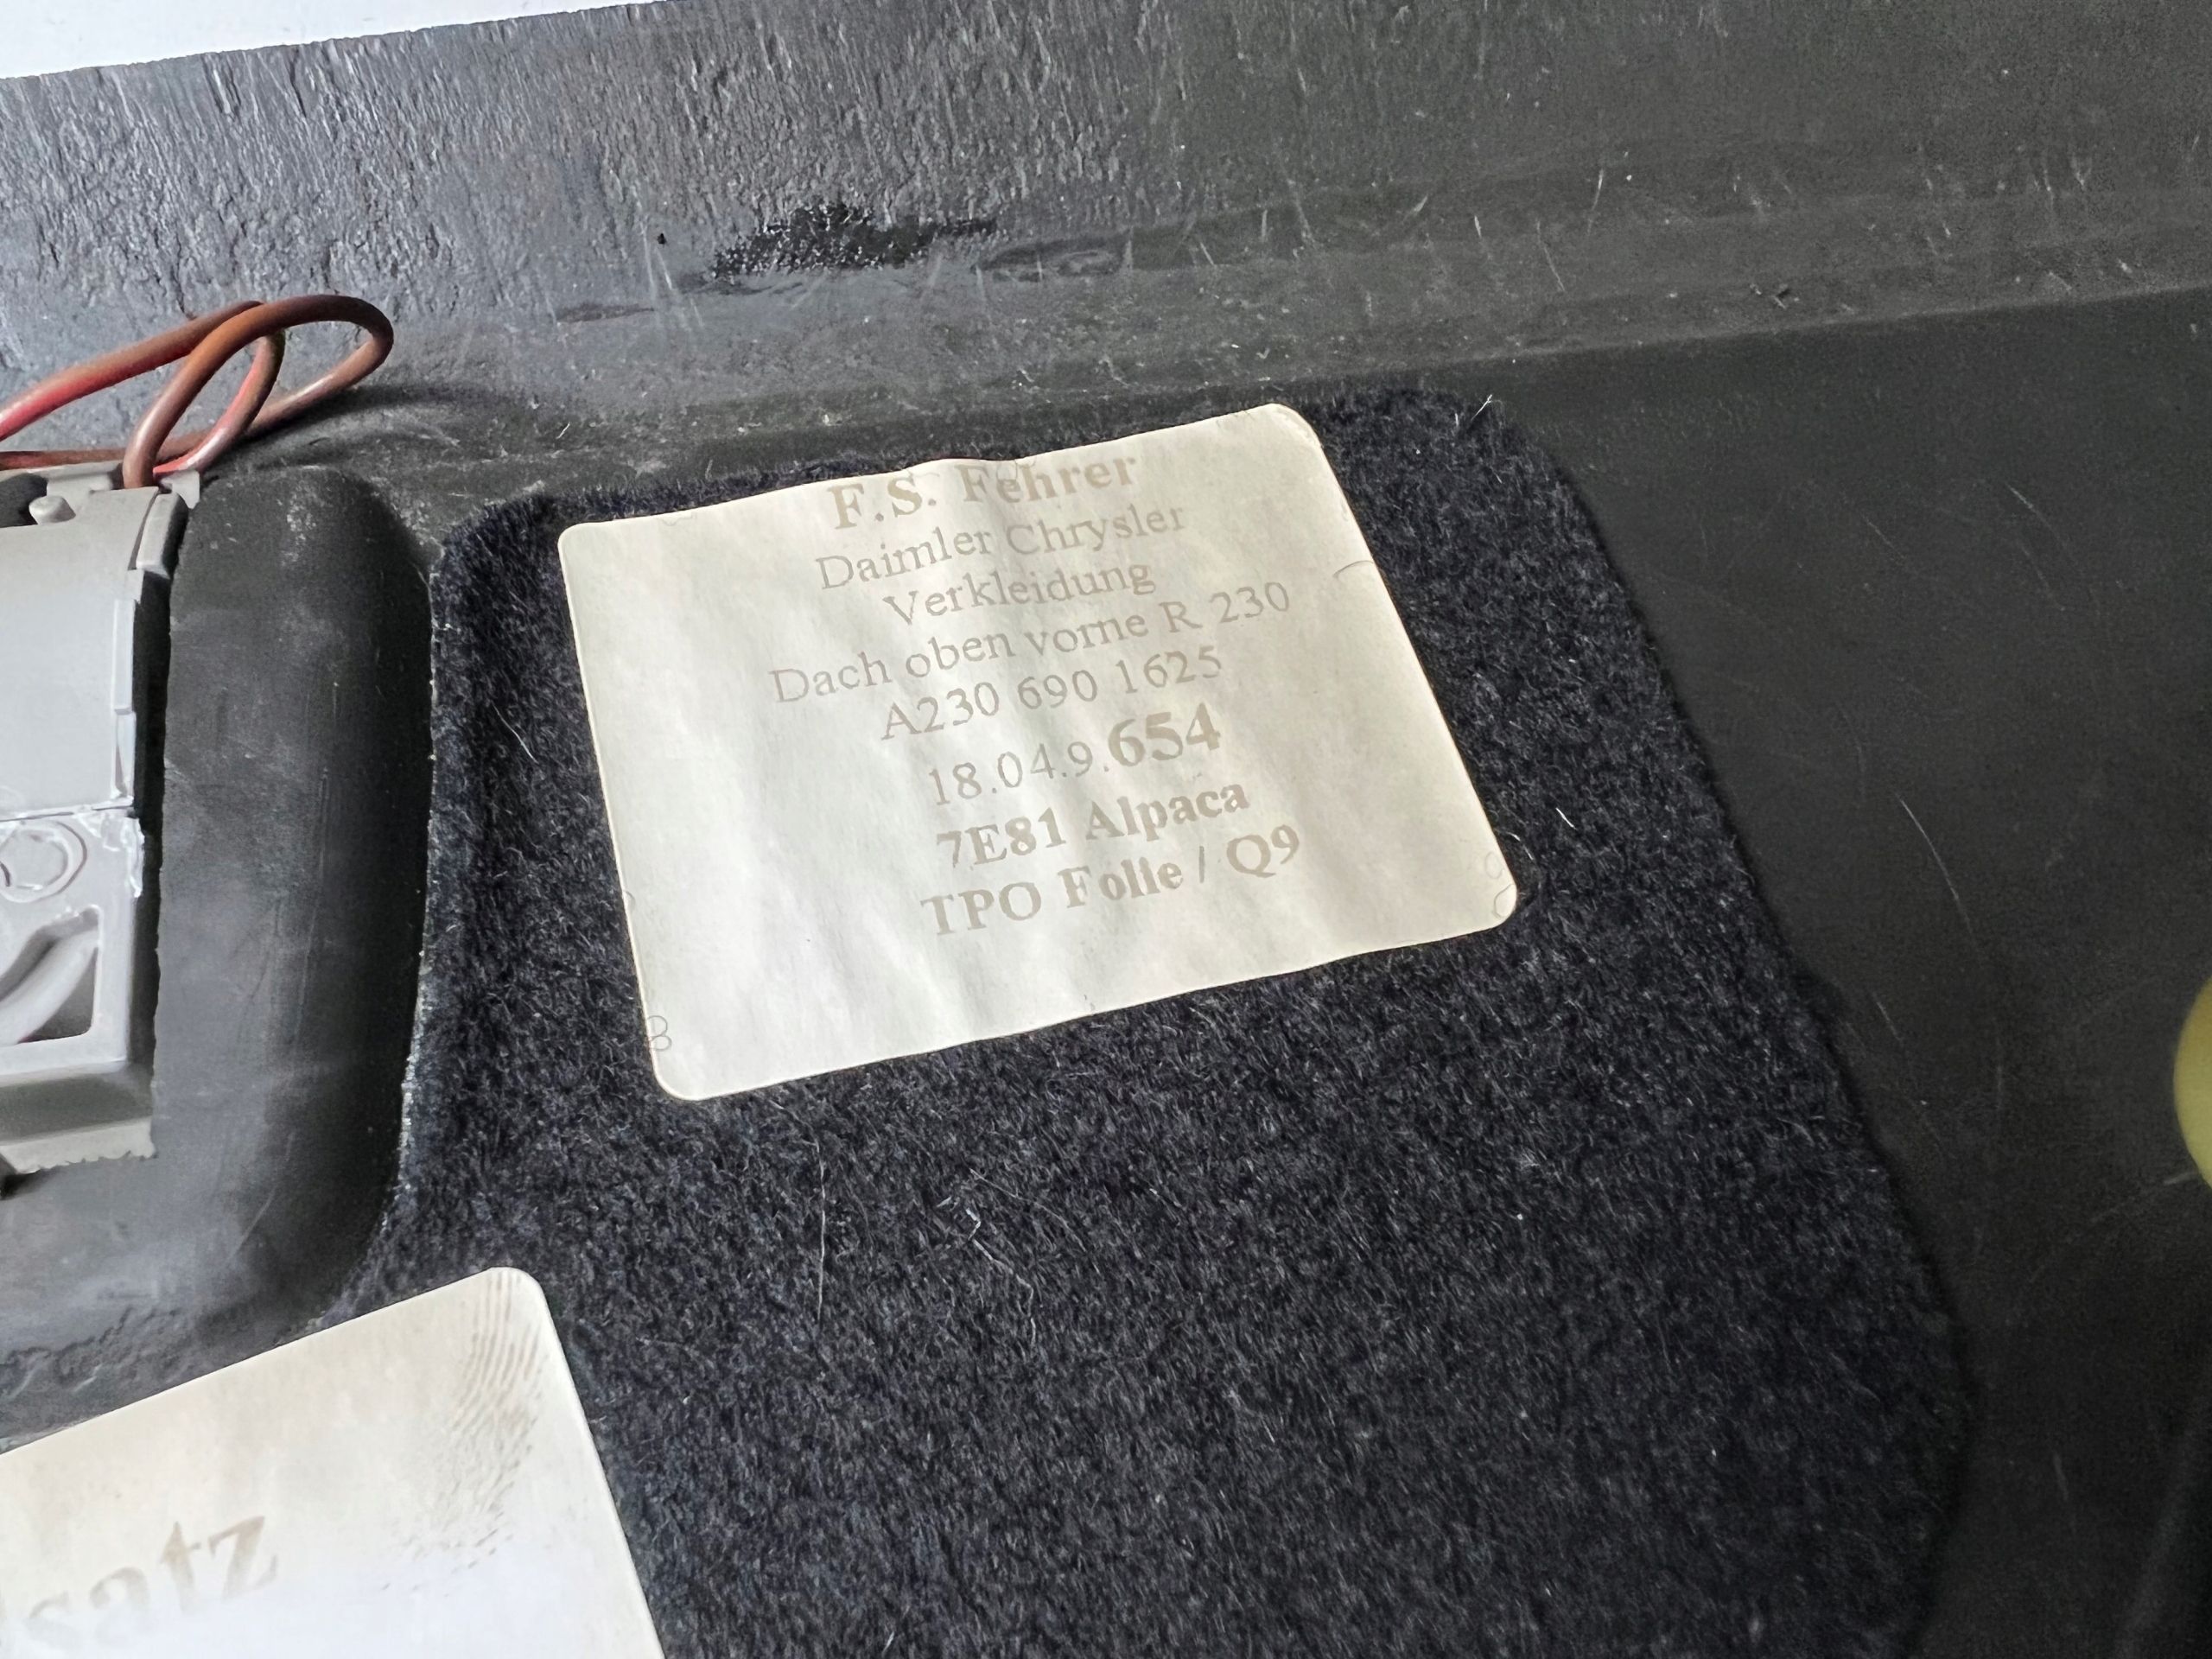 F.S. Fehrer
Daimler Chrysler
Verkleidung
Dach oben vorne R 230
A230 690 1625
18.04.9.654
7E81 Alpaca
TPO Folie / Q9
satz